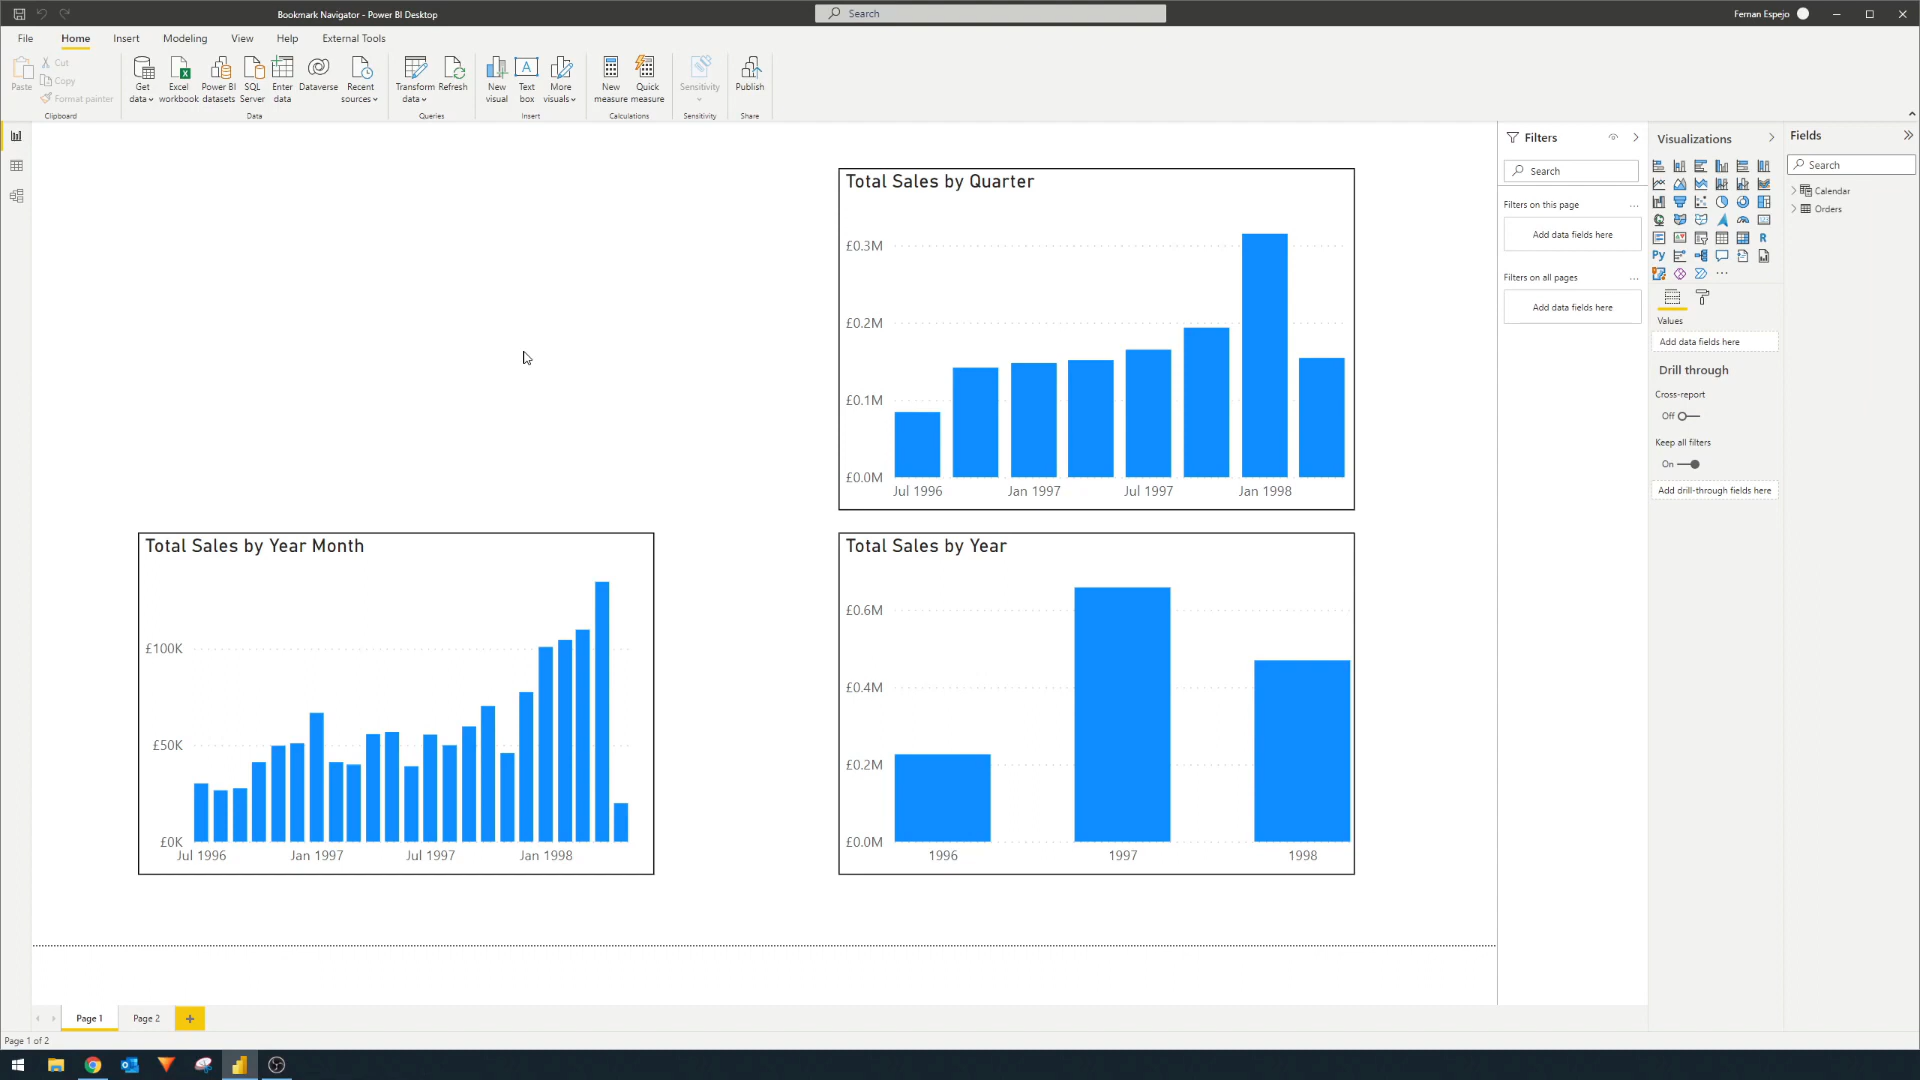 Bookmark Navigator - Power BI Desktop
Search
Fernan Espejo
File
Home
Insert
Modeling
View
Help
External Tools
Paste
Cut
Copy
Format painter
Clipboard
Get data
Excel workbook
Power BI datasets
SQL Server
Enter data
Dataverse
Recent sources
Data
Transform data
Refresh
Queries
New visual
Text box
More visuals
Insert
New measure
Quick measure
Calculations
Sensitivity
Sensitivity
Publish
Share
Total Sales by Quarter
£0.3M
£0.2M
£0.1M
£0.0M
Jul 1996
Jan 1997
Jul 1997
Jan 1998
Total Sales by Year Month
£100K
£50K
£0K
Jul 1996
Jan 1997
Jul 1997
Jan 1998
Total Sales by Year
£0.6M
£0.4M
£0.2M
£0.0M
1996
1997
1998
Filters
Search
Filters on this page
Add data fields here
Filters on all pages
Add data fields here
Visualizations
R
Py
Values
Add data fields here
Drill through
Cross-report
Off
Keep all filters
On
Add drill-through fields here
Fields
Search
Calendar
Orders
Page 1
Page 2
Page 1 of 2